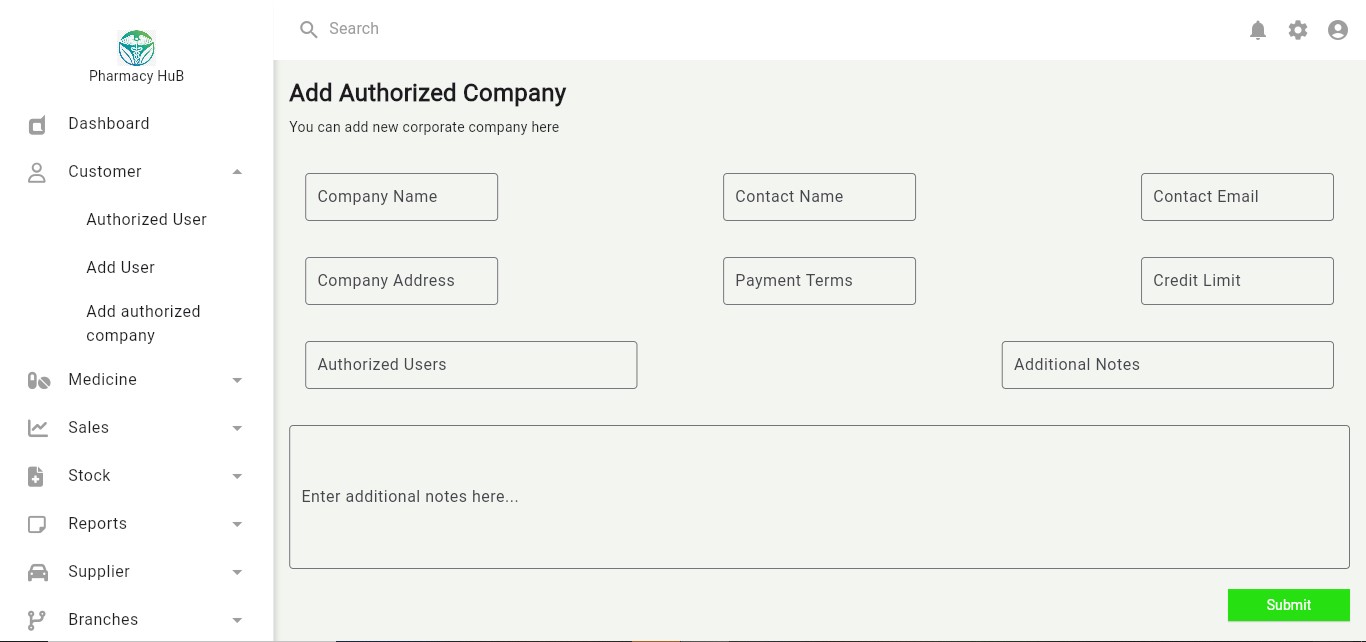 Search
Pharmacy HuB
Dashboard
Customer
Authorized User
Add User
Add authorized
company
Medicine
Sales
Stock
Reports
Supplier
Branches
Add Authorized Company
You can add new corporate company here
Company Name
Contact Name
Contact Email
Company Address
Payment Terms
Credit Limit
Authorized Users
Additional Notes
Enter additional notes here...
Submit